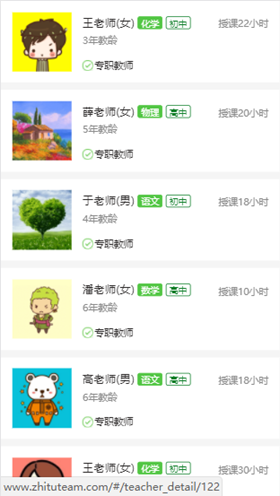 王老师(女) 化学 初中 授课22小时
3年教龄
专职教师
薛老师(女) 物理 高中 授课20小时
5年教龄
专职教师
于老师(男) 语文 初中 授课18小时
4年教龄
专职教师
潘老师(女) 数学 高中 授课10小时
6年教龄
专职教师
高老师(男) 语文 高中 授课18小时
6年教龄
专职教师
王老师(女) 化学 初中 授课30小时
www.zhituteam.com/#/teacher_detail/122